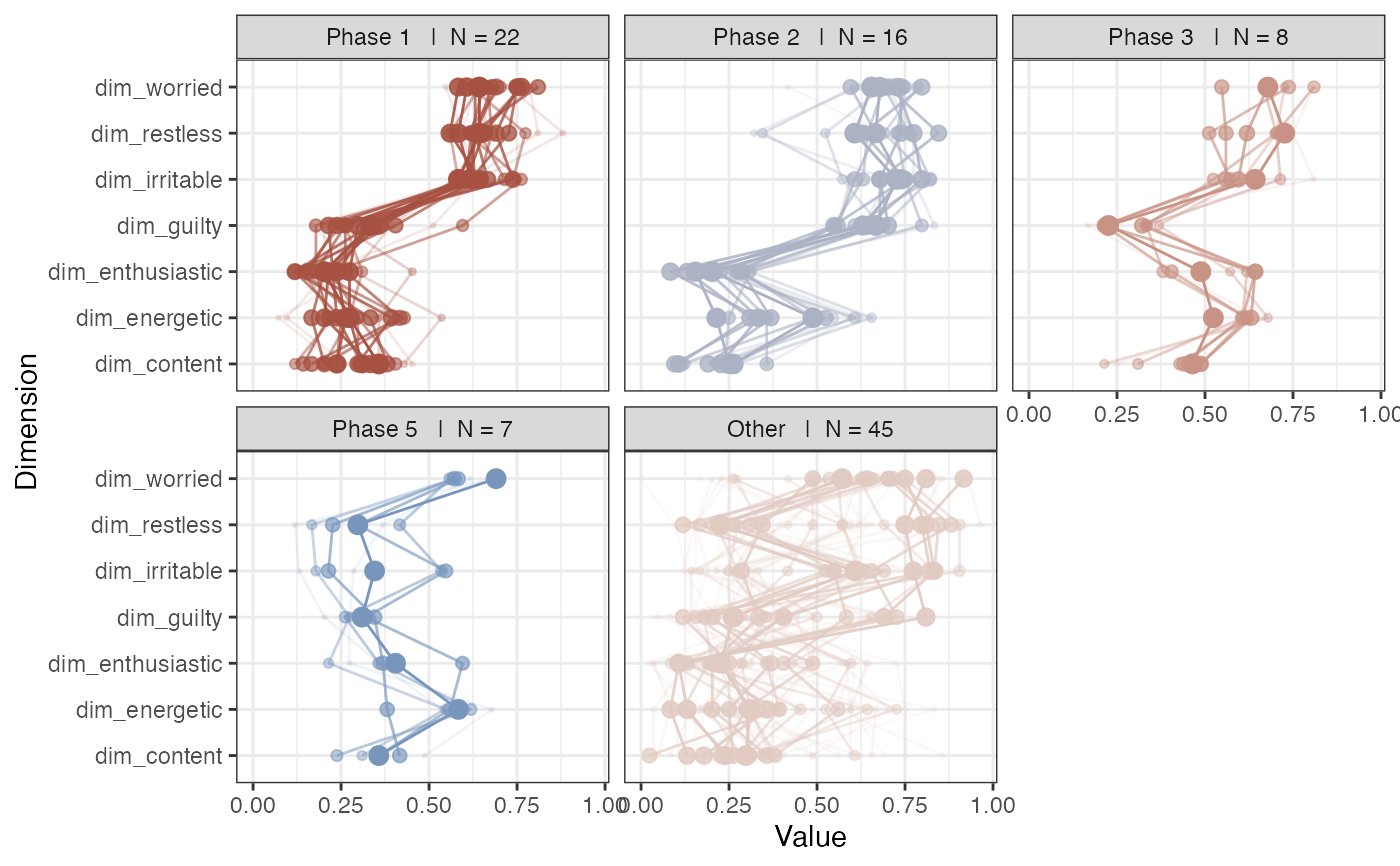 Phase 1 | N = 22
Phase 2 | N = 16
Phase 3 | N = 8
dim_worried
dim_restless
dim_irritable
dim_guilty
dim_enthusiastic
dim_energetic
dim_content
0.00 0.25 0.50 0.75 1.00
Phase 5 | N = 7
Other | N = 45
dim_worried
dim_restless
dim_irritable
dim_guilty
dim_enthusiastic
dim_energetic
dim_content
0.00 0.25 0.50 0.75 1.00
0.00 0.25 0.50 0.75 1.00
Value
Dimension